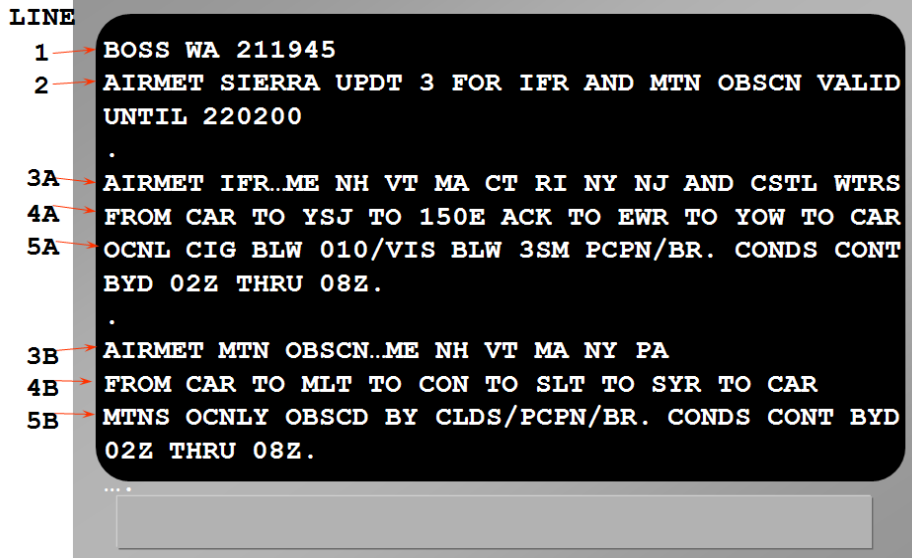 LINE
1 BOSS WA 211945
2 AIRMET SIERRA UPDT 3 FOR IFR AND MTN OBSCN VALID
UNTIL 220200
.
3A AIRMET IFR…ME NH VT MA CT RI NY NJ AND CSTL WTRS
4A FROM CAR TO YSJ TO 150E ACK TO EWR TO YOW TO CAR
5A OCNL CIG BLW 010/VIS BLW 3SM PCPN/BR. CONDS CONT
BYD 02Z THRU 08Z.
.
3B AIRMET MTN OBSCN…ME NH VT MA NY PA
4B FROM CAR TO MLT TO CON TO SLT TO SYR TO CAR
5B MTNS OCNLY OBSCD BY CLDS/PCPN/BR. CONDS CONT BYD
02Z THRU 08Z.
….